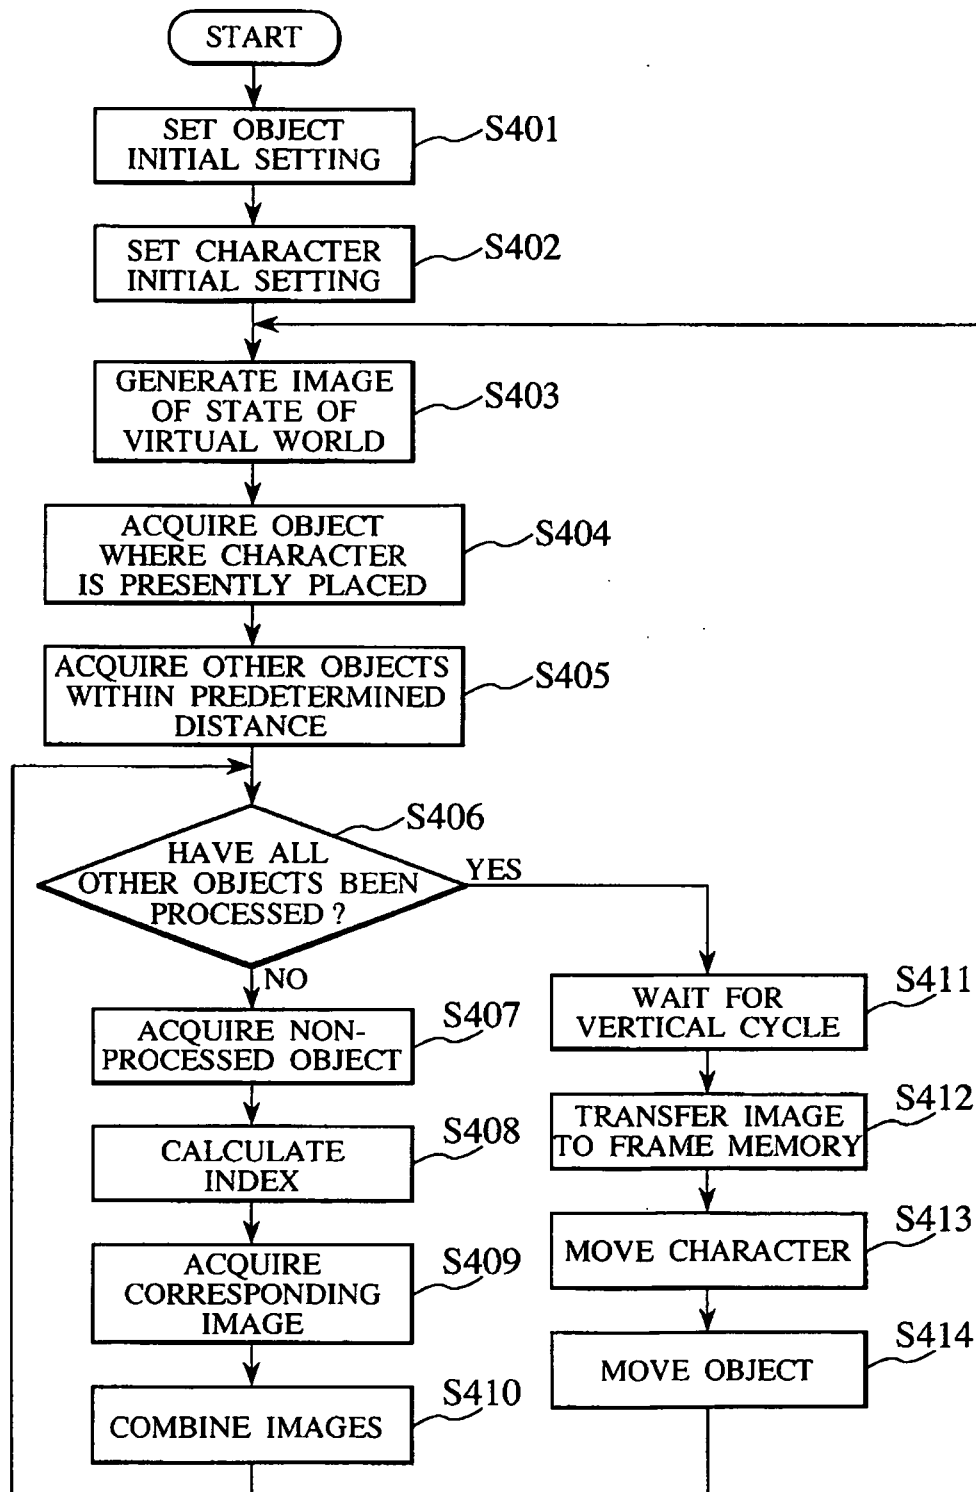 START
SET OBJECT
INITIAL SETTING
S401
SET CHARACTER
INITIAL SETTING
S402
GENERATE IMAGE
OF STATE OF
VIRTUAL WORLD
S403
ACQUIRE OBJECT
WHERE CHARACTER
IS PRESENTLY PLACED
S404
ACQUIRE OTHER OBJECTS
WITHIN PREDETERMINED
DISTANCE
S405
S406
HAVE ALL
OTHER OBJECTS BEEN
PROCESSED ?
YES
NO
ACQUIRE NON-
PROCESSED OBJECT
S407
CALCULATE
INDEX
S408
ACQUIRE
CORRESPONDING
IMAGE
S409
COMBINE IMAGES
S410
WAIT FOR
VERTICAL CYCLE
S411
TRANSFER IMAGE
TO FRAME MEMORY
S412
MOVE CHARACTER
S413
MOVE OBJECT
S414